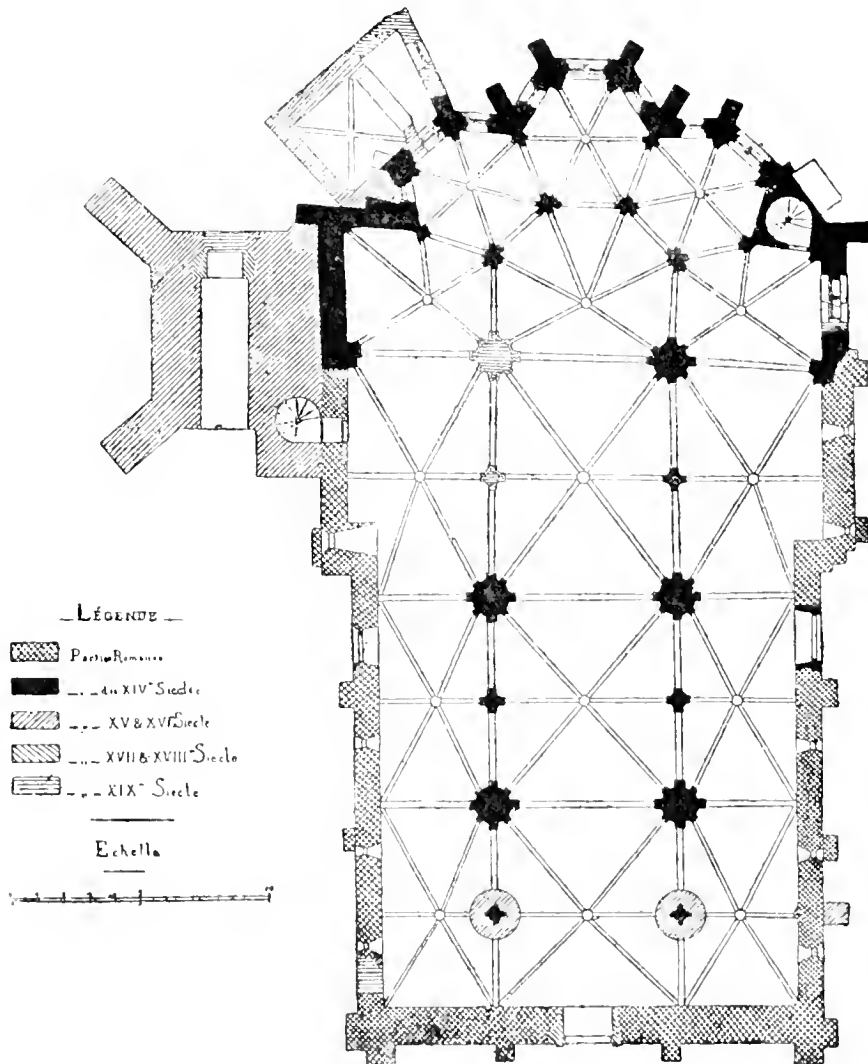 LÉGENDE
Partie Romane
du XIVᵉ Siècle
XV & XVIᵉ Siècle
XVII & XVIIIᵉ Siècle
XIXᵉ Siècle
Echelle